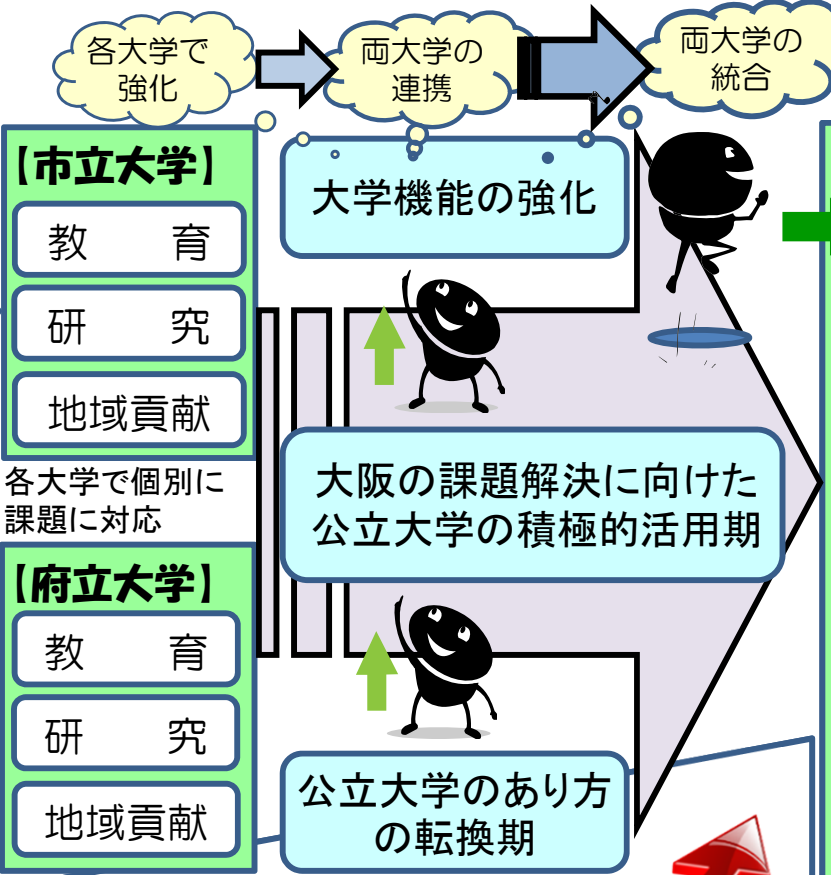 各大学で
強化
両大学の
連携
両大学の
統合
【市立大学】
教 育
研 究
地域貢献
各大学で個別に
課題に対応
【府立大学】
教 育
研 究
地域貢献
大学機能の強化
大阪の課題解決に向けた
公立大学の積極的活用期
公立大学のあり方
の転換期